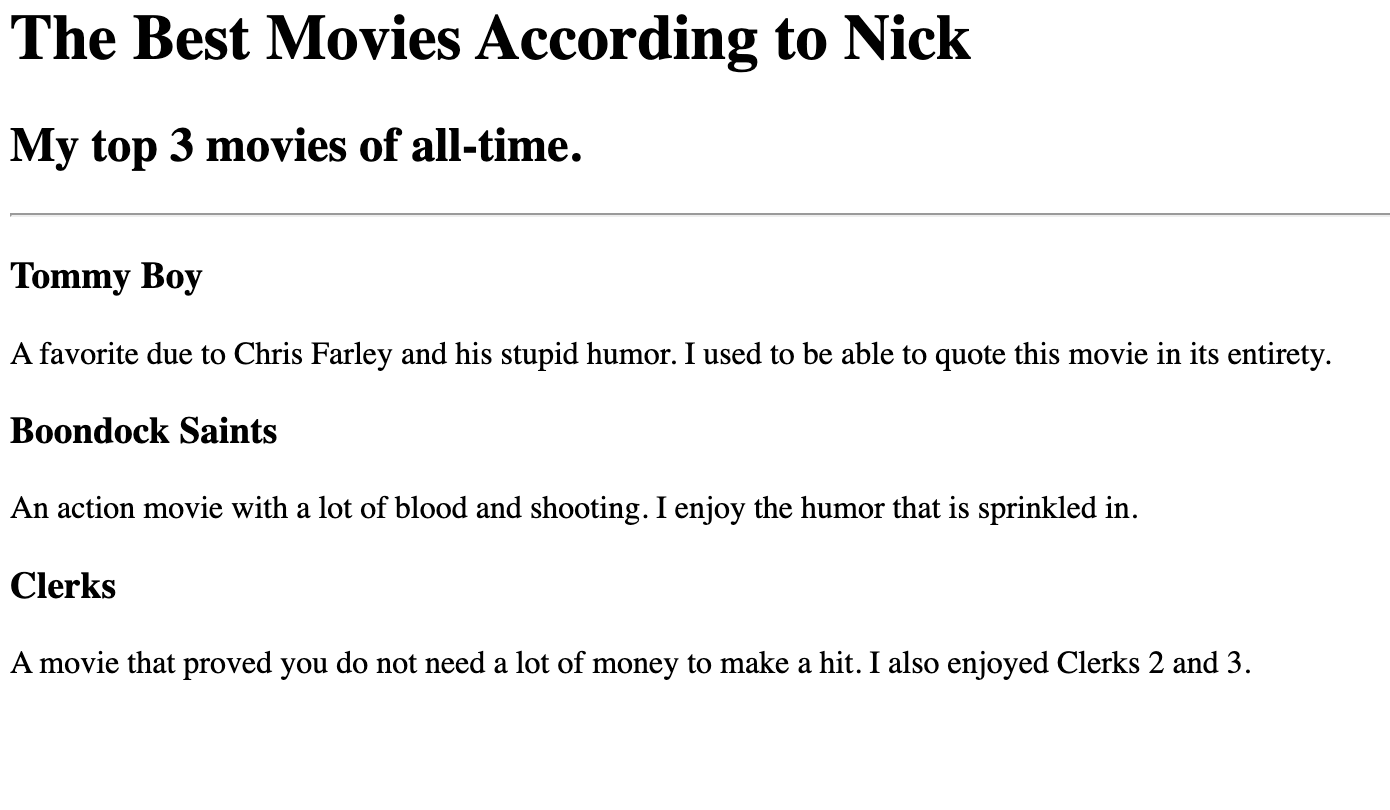 The Best Movies According to Nick
My top 3 movies of all-time.
Tommy Boy
A favorite due to Chris Farley and his stupid humor. I used to be able to quote this movie in its entirety.
Boondock Saints
An action movie with a lot of blood and shooting. I enjoy the humor that is sprinkled in.
Clerks
A movie that proved you do not need a lot of money to make a hit. I also enjoyed Clerks 2 and 3.